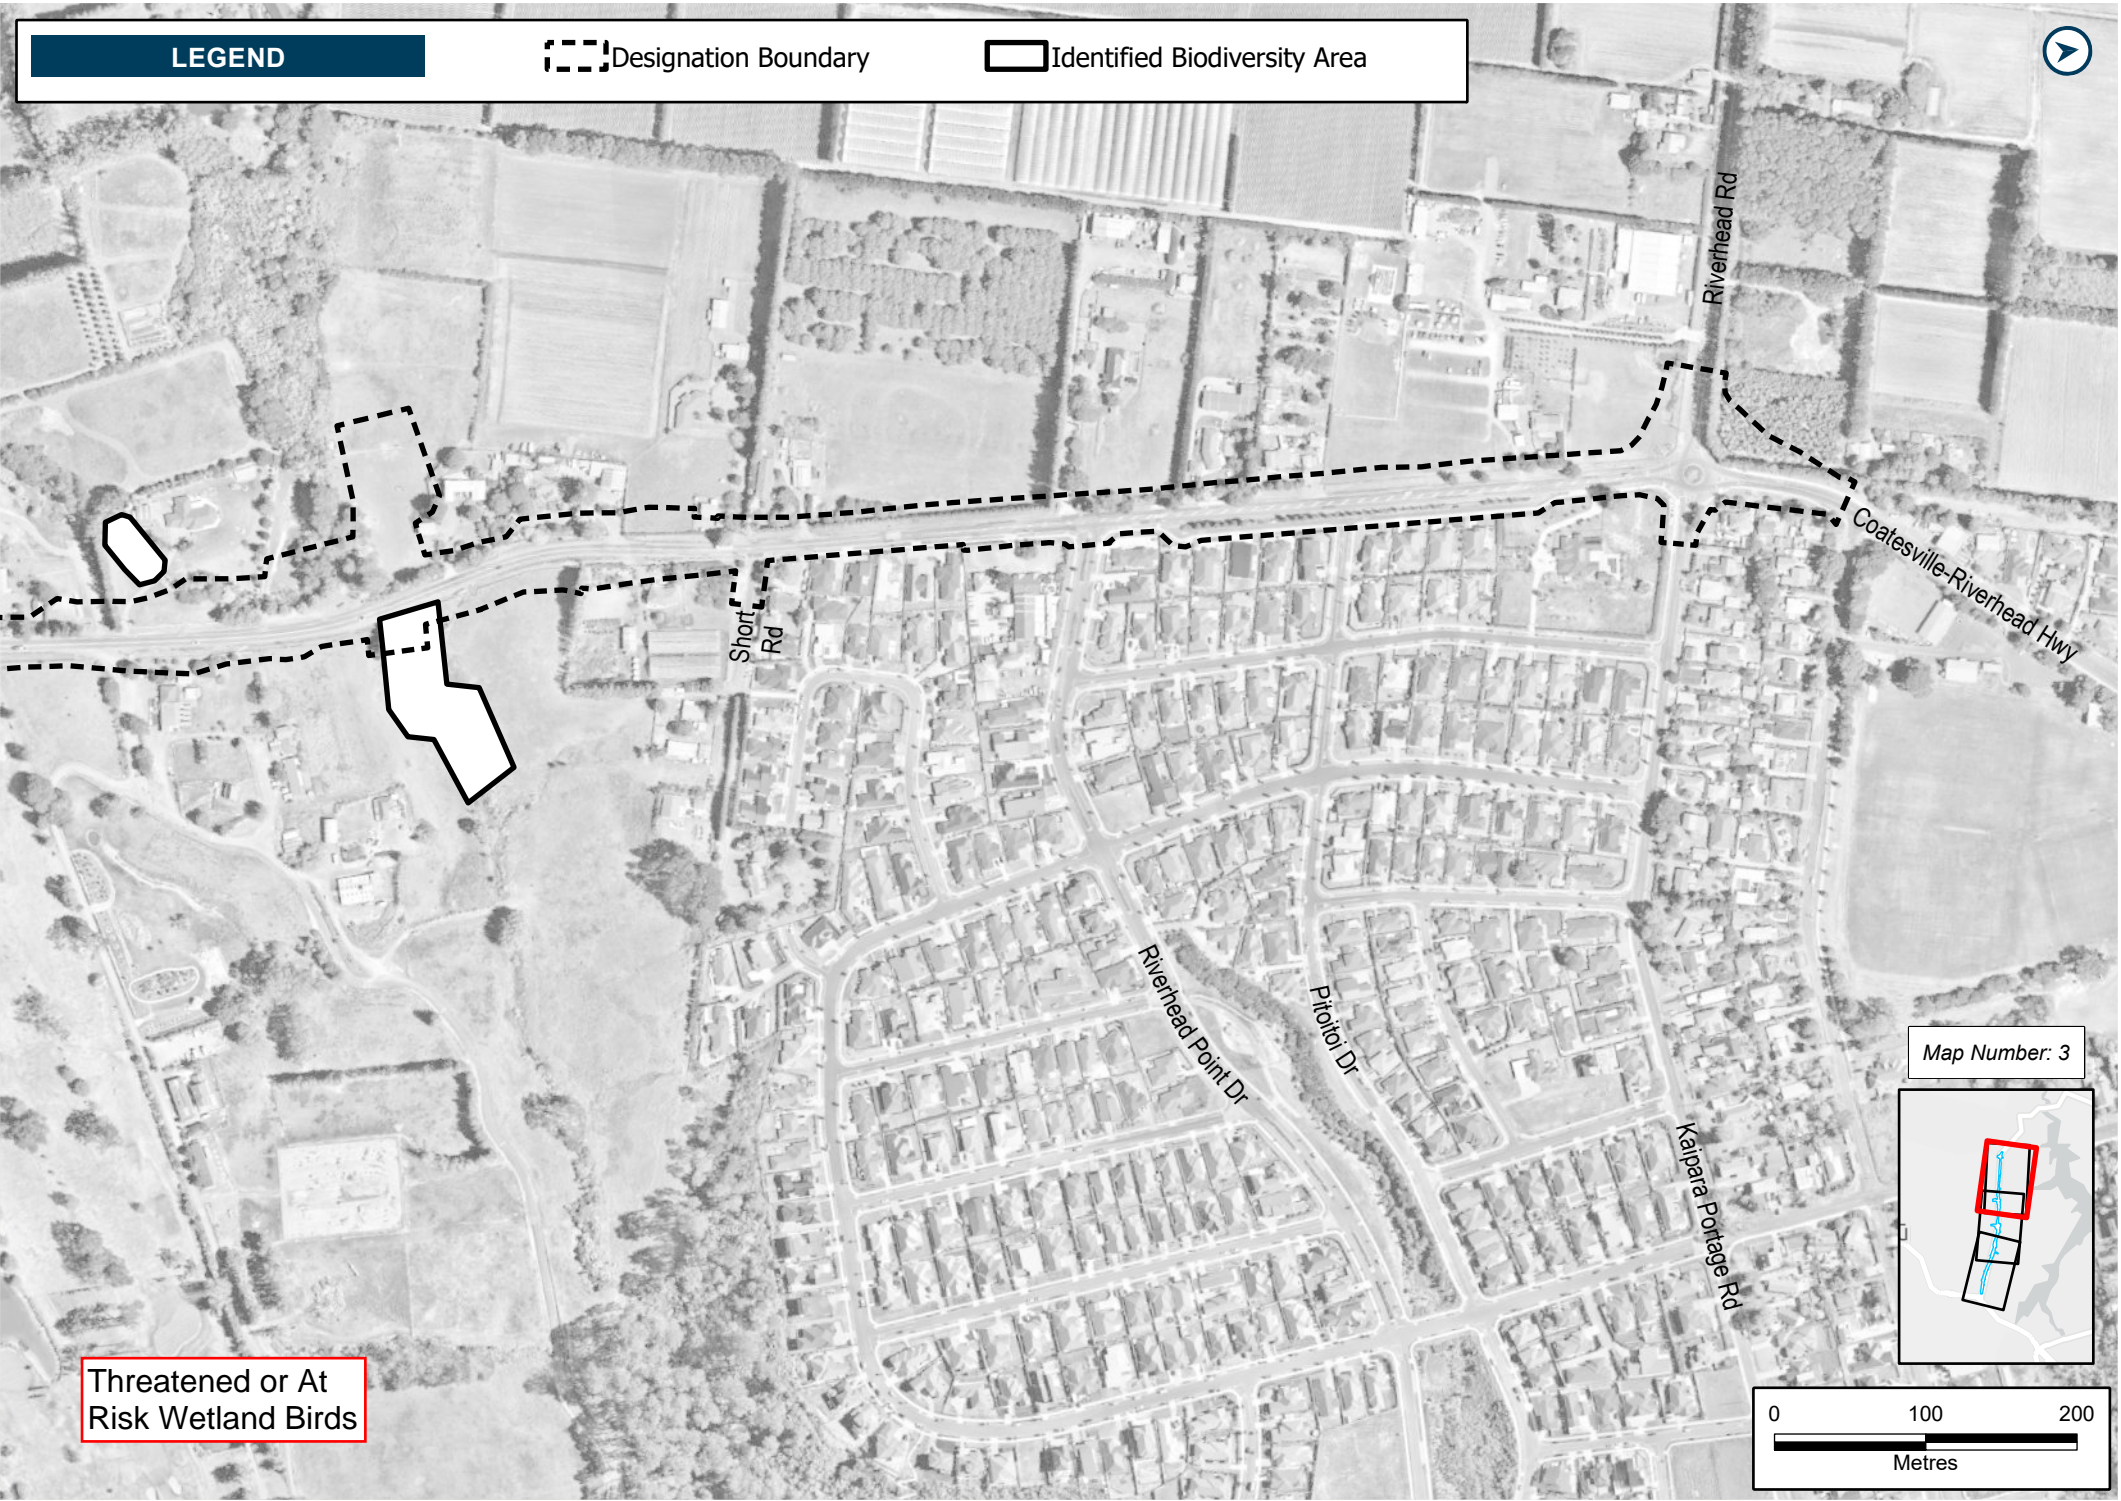 LEGEND
Designation Boundary
Identified Biodiversity Area
Riverhead Rd
Coatesville-Riverhead Hwy
Short
Rd
Riverhead Point Dr
Pitoitoi Dr
Kaipara Portage Rd
Map Number: 3
Threatened or At
Risk Wetland Birds
0 100 200
Metres